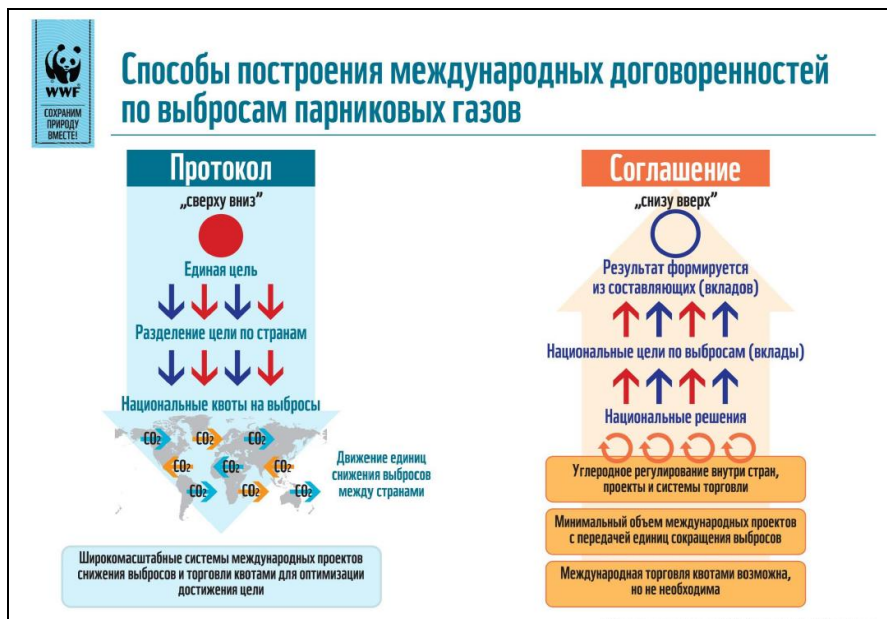 WWF
СОХРАНИМ
ПРИРОДУ
ВМЕСТЕ!
Способы построения международных договоренностей
по выбросам парниковых газов
Протокол
„сверху вниз”
Единая цель
Разделение цели по странам
Национальные квоты на выбросы
CO₂ CO₂ CO₂
CO₂ CO₂ CO₂
CO₂ CO₂ CO₂
Движение единиц
снижения выбросов
между странами
Широкомасштабные системы международных проектов
снижения выбросов и торговли квотами для оптимизации
достижения цели
Соглашение
„снизу вверх”
Результат формируется
из составляющих (вкладов)
Национальные цели по выбросам (вклады)
Национальные решения
Углеродное регулирование внутри стран,
проекты и системы торговли
Минимальный объем международных проектов
с передачей единиц сокращения выбросов
Международная торговля квотами возможна,
но не необходима